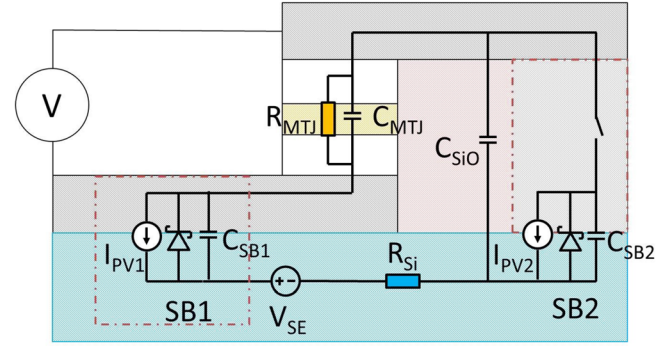 V
R_MTJ
C_MTJ
C_SiO
I_PV1
C_SB1
R_Si
I_PV2
C_SB2
SB1
V_SE
+-
SB2